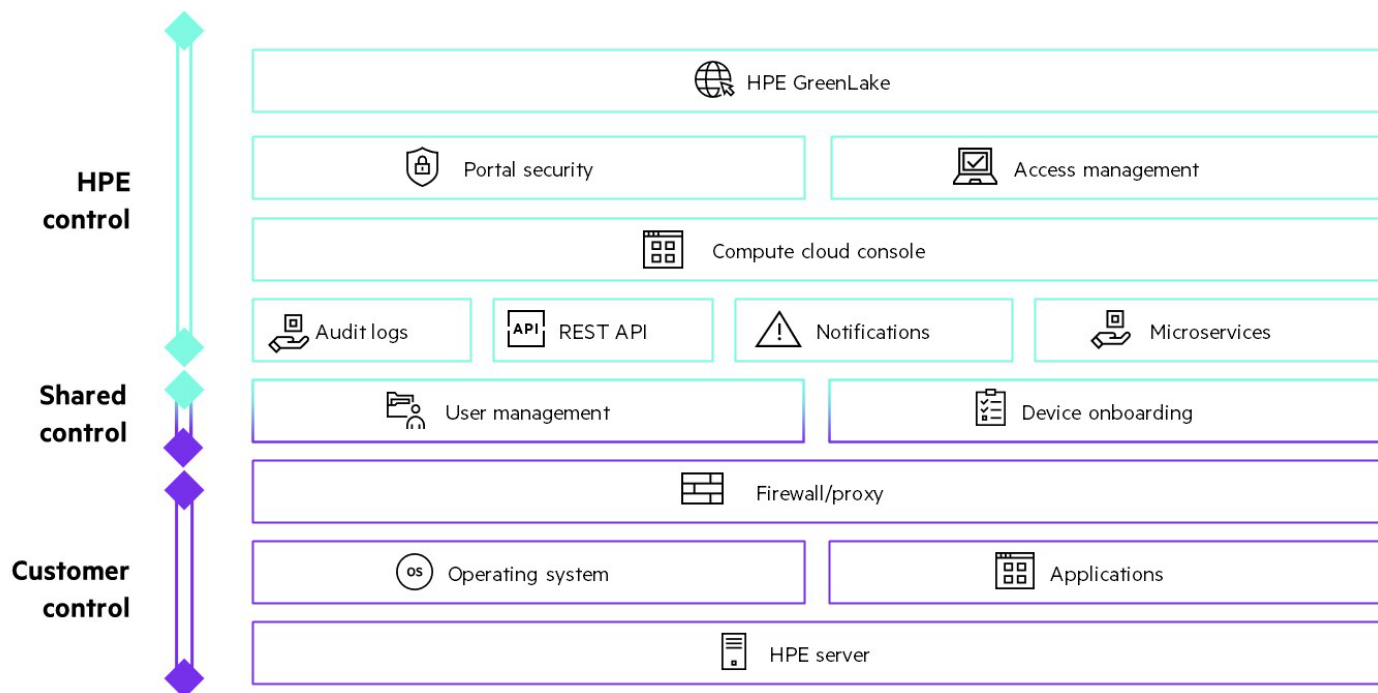 HPE GreenLake
HPE
control
Portal security
Access management
Compute cloud console
Audit logs
API
REST API
Notifications
Microservices
Shared
control
User management
Device onboarding
Firewall/proxy
Customer
control
OS
Operating system
Applications
HPE server